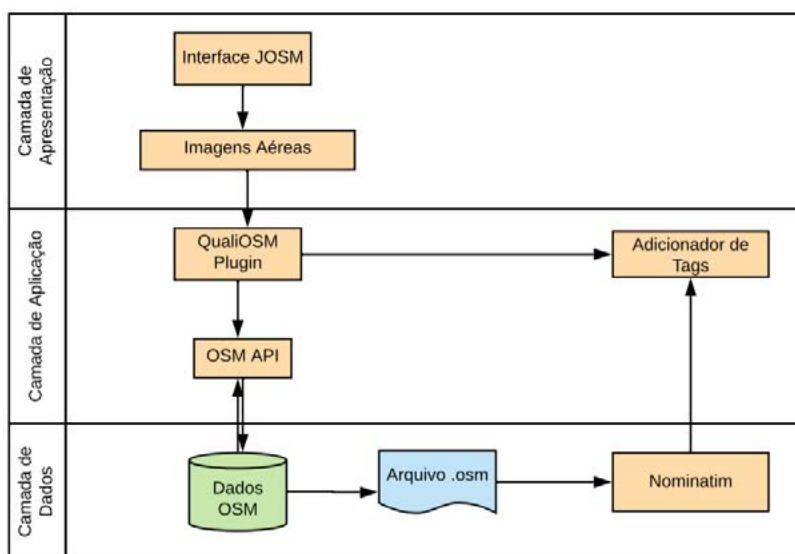 Camada de
Apresentação
Interface JOSM
Imagens Aéreas
Camada de Aplicação
QualiOSM
Plugin
Adicionador de
Tags
OSM API
Camada de
Dados
Dados
OSM
Arquivo .osm
Nominatim